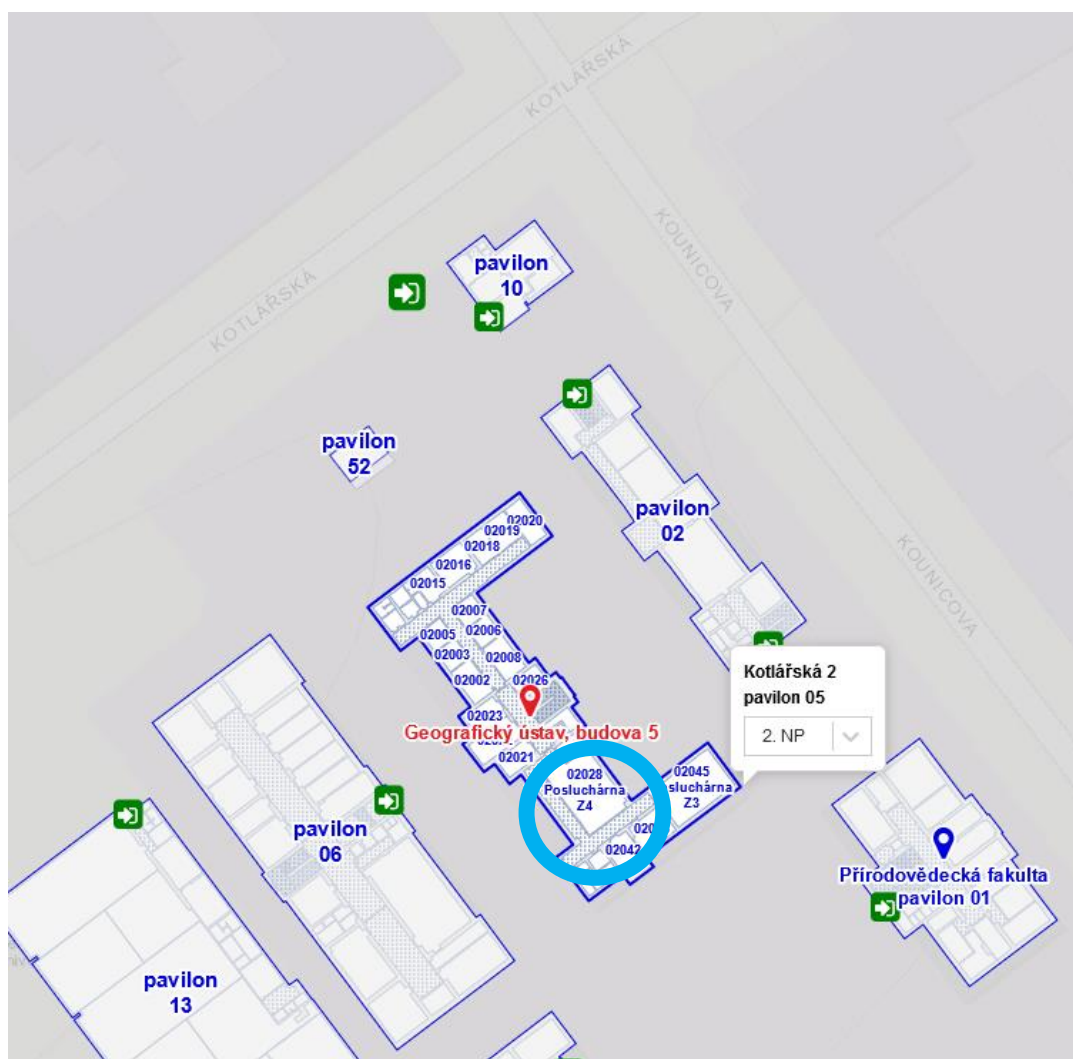 KOTLÁŘSKÁ
KOTLÁŘSKÁ
KOUNICOVA
KOUNICOVA
pavilon
10
pavilon
52
pavilon
02
02020
02019
02018
02016
02015
02007
02006
02005
02003
02008
02002
02026
02023
Geografický ústav, budova 5
02021
02028
Posluchárna
Z4
02045
Z3
02042
Kotlářská 2
pavilon 05
2. NP
pavilon
06
Přírodovědecká fakulta
pavilon 01
pavilon
13